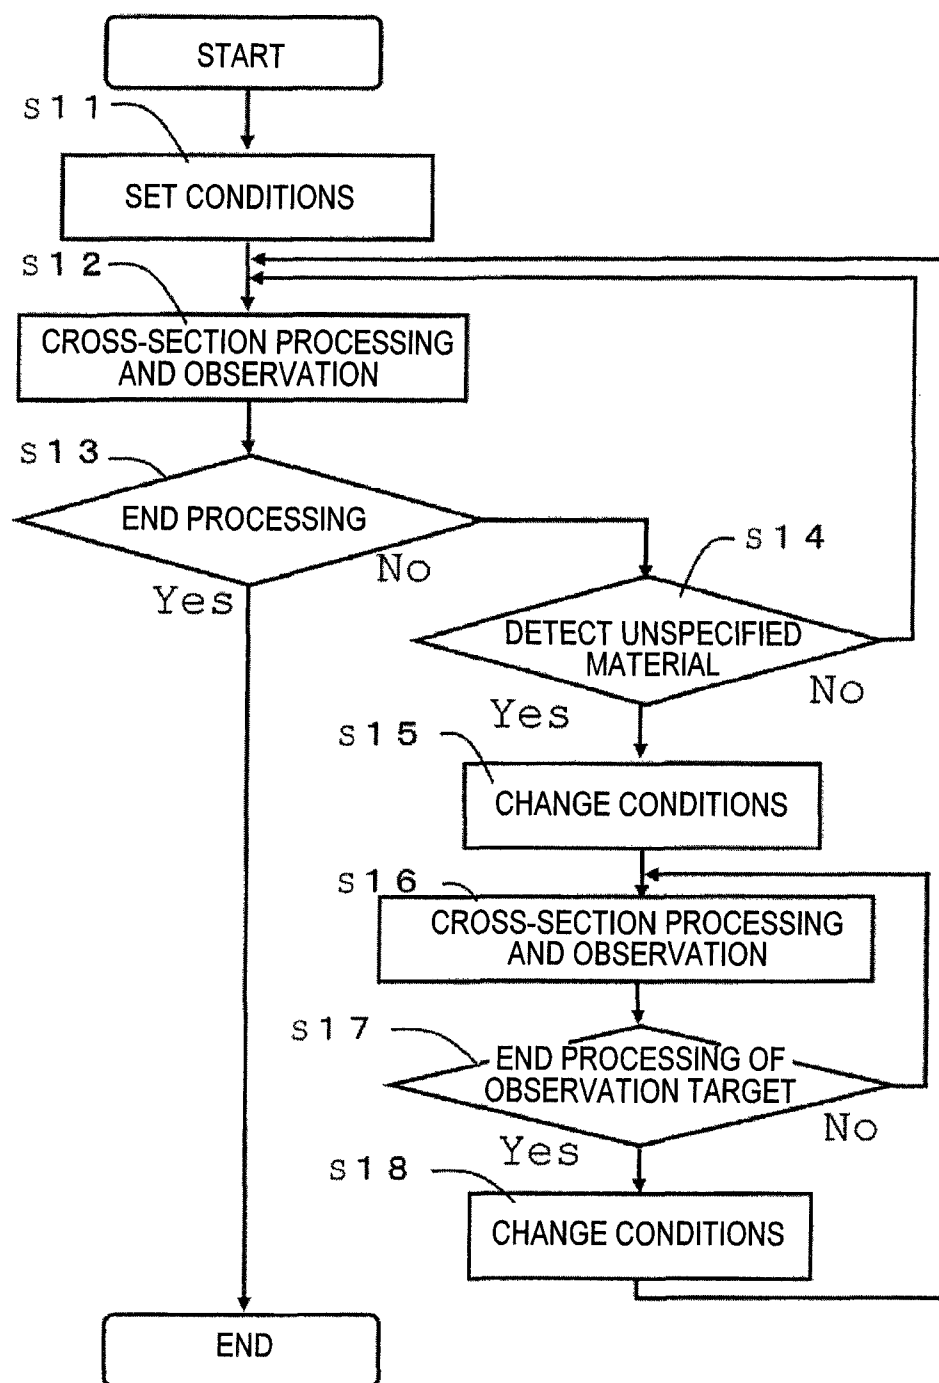 START
S11
SET CONDITIONS
S12
CROSS-SECTION PROCESSING
AND OBSERVATION
S13
END PROCESSING
No
Yes
S14
DETECT UNSPECIFIED
MATERIAL
No
Yes
S15
CHANGE CONDITIONS
S16
CROSS-SECTION PROCESSING
AND OBSERVATION
S17
END PROCESSING OF
OBSERVATION TARGET
No
Yes
S18
CHANGE CONDITIONS
END